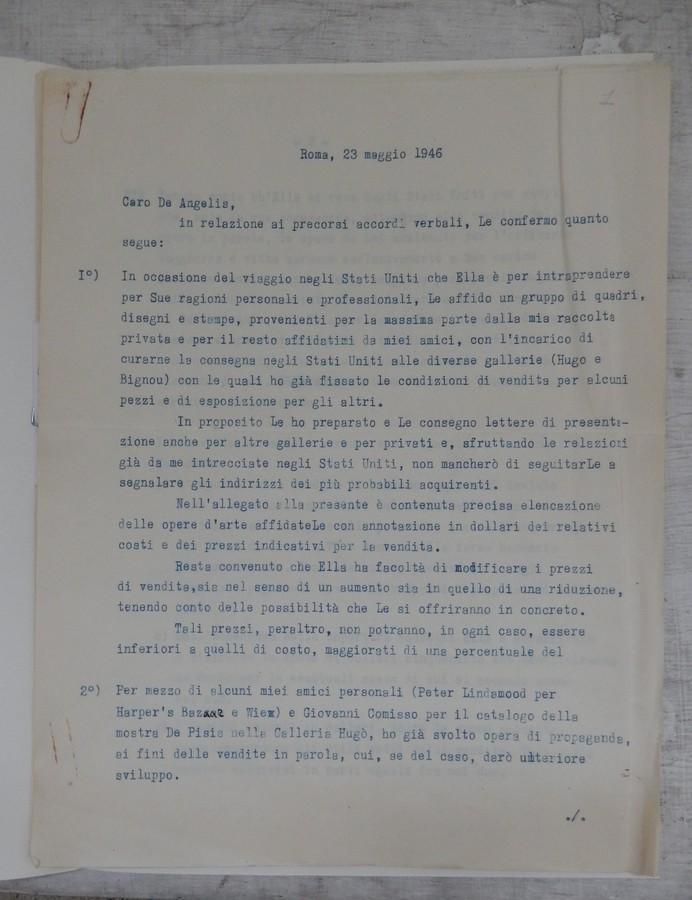 1
Roma, 23 maggio 1946
Caro De Angelis,
in relazione ai precorsi accordi verbali, Le confermo quanto
segue:
I°) In occasione del viaggio negli Stati Uniti che Ella è per intraprendere
per Sue ragioni personali e professionali, Le affido un gruppo di quadri,
disegni e stampe, provenienti per la massima parte dalla mia raccolta
privata e per il resto affidatimi da miei amici, con l'incarico di
curarne la consegna negli Stati Uniti alle diverse gallerie (Hugo e
Bignou) con le quali ho già fissato le condizioni di vendita per alcuni
pezzi e di esposizione per gli altri.
In proposito Le ho preparato e Le consegno lettere di presenta-
zione anche per altre gallerie e per privati e, sfruttando le relazioni
già da me intrecciate negli Stati Uniti, non mancherò di seguitarLe a
segnalare gli indirizzi dei più probabili acquirenti.
Nell'allegato alla presente è contenuta precisa elencazione
delle opere d'arte affidateLe con annotazione in dollari dei relativi
costi e dei prezzi indicativi per la vendita.
Resta convenuto che Ella ha facoltà di modificare i prezzi
di vendita,sia nel senso di un aumento sia in quello di una riduzione,
tenendo conto delle possibilità che Le si offriranno in concreto.
Tali prezzi, peraltro, non potranno, in ogni caso, essere
inferiori a quelli di costo, maggiorati di una percentuale del
2°) Per mezzo di alcuni miei amici personali (Peter Lindamood per
Harper's Bazaar e Wiew) e Giovanni Comisso per il catalogo della
mostra De Pisis nella Galleria Hugò, ho già svolto opera di propaganda,
ai fini delle vendite in parola, cui, se del caso, darò ulteriore
sviluppo.
./.